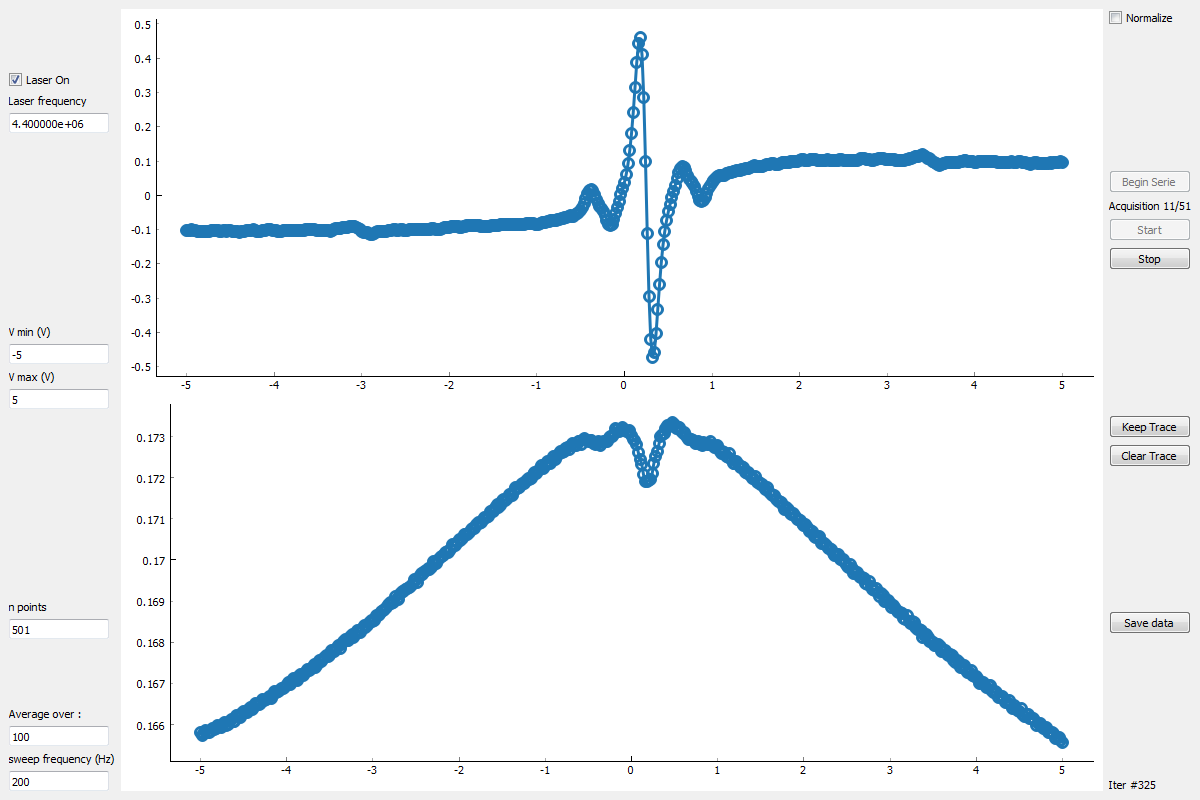 Laser On
Laser frequency
4.400000e+06
V min (V)
-5
V max (V)
5
n points
501
Average over :
100
sweep frequency (Hz)
200
0.5
0.4
0.3
0.2
0.1
0
-0.1
-0.2
-0.3
-0.4
-0.5
-5 -4 -3 -2 -1 0 1 2 3 4 5
0.173
0.172
0.171
0.17
0.169
0.168
0.167
0.166
-5 -4 -3 -2 -1 0 1 2 3 4 5
Normalize
Begin Serie
Acquisition 11/51
Start
Stop
Keep Trace
Clear Trace
Save data
Iter #325